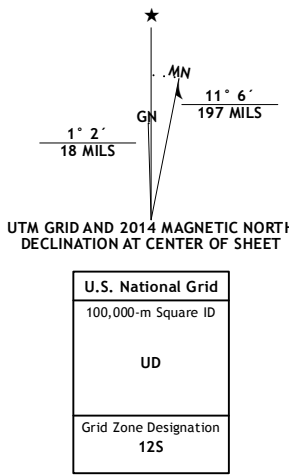 ★
MN
GN
11° 6´
197 MILS
1° 2´
18 MILS
UTM GRID AND 2014 MAGNETIC NORTH
DECLINATION AT CENTER OF SHEET
U.S. National Grid
100,000-m Square ID
UD
Grid Zone Designation
12S